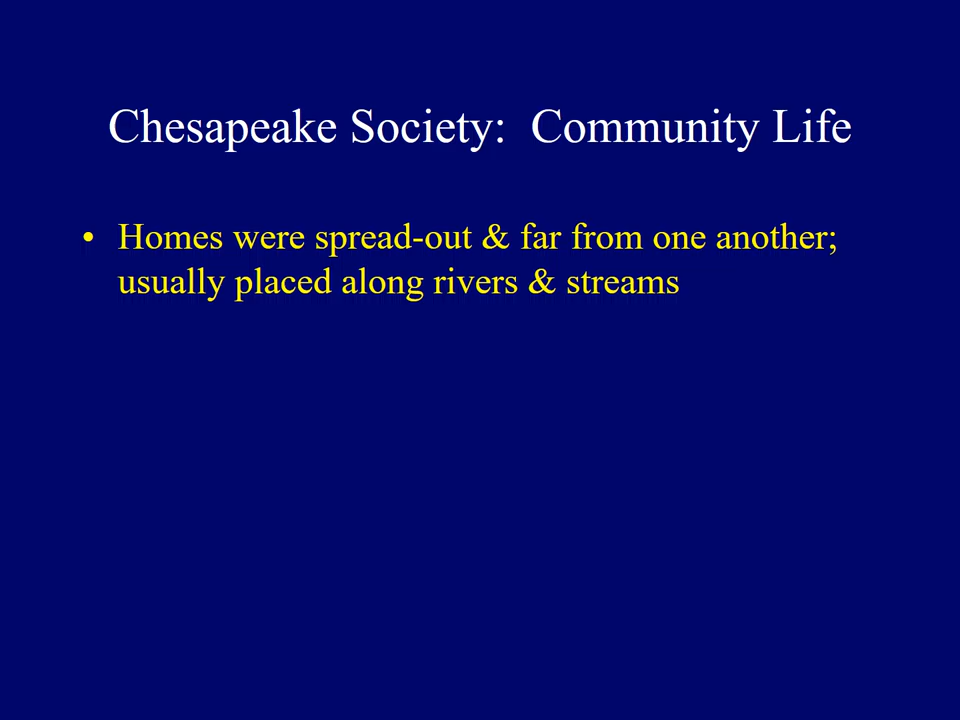 Chesapeake Society:  Community Life
• Homes were spread-out & far from one another;
usually placed along rivers & streams